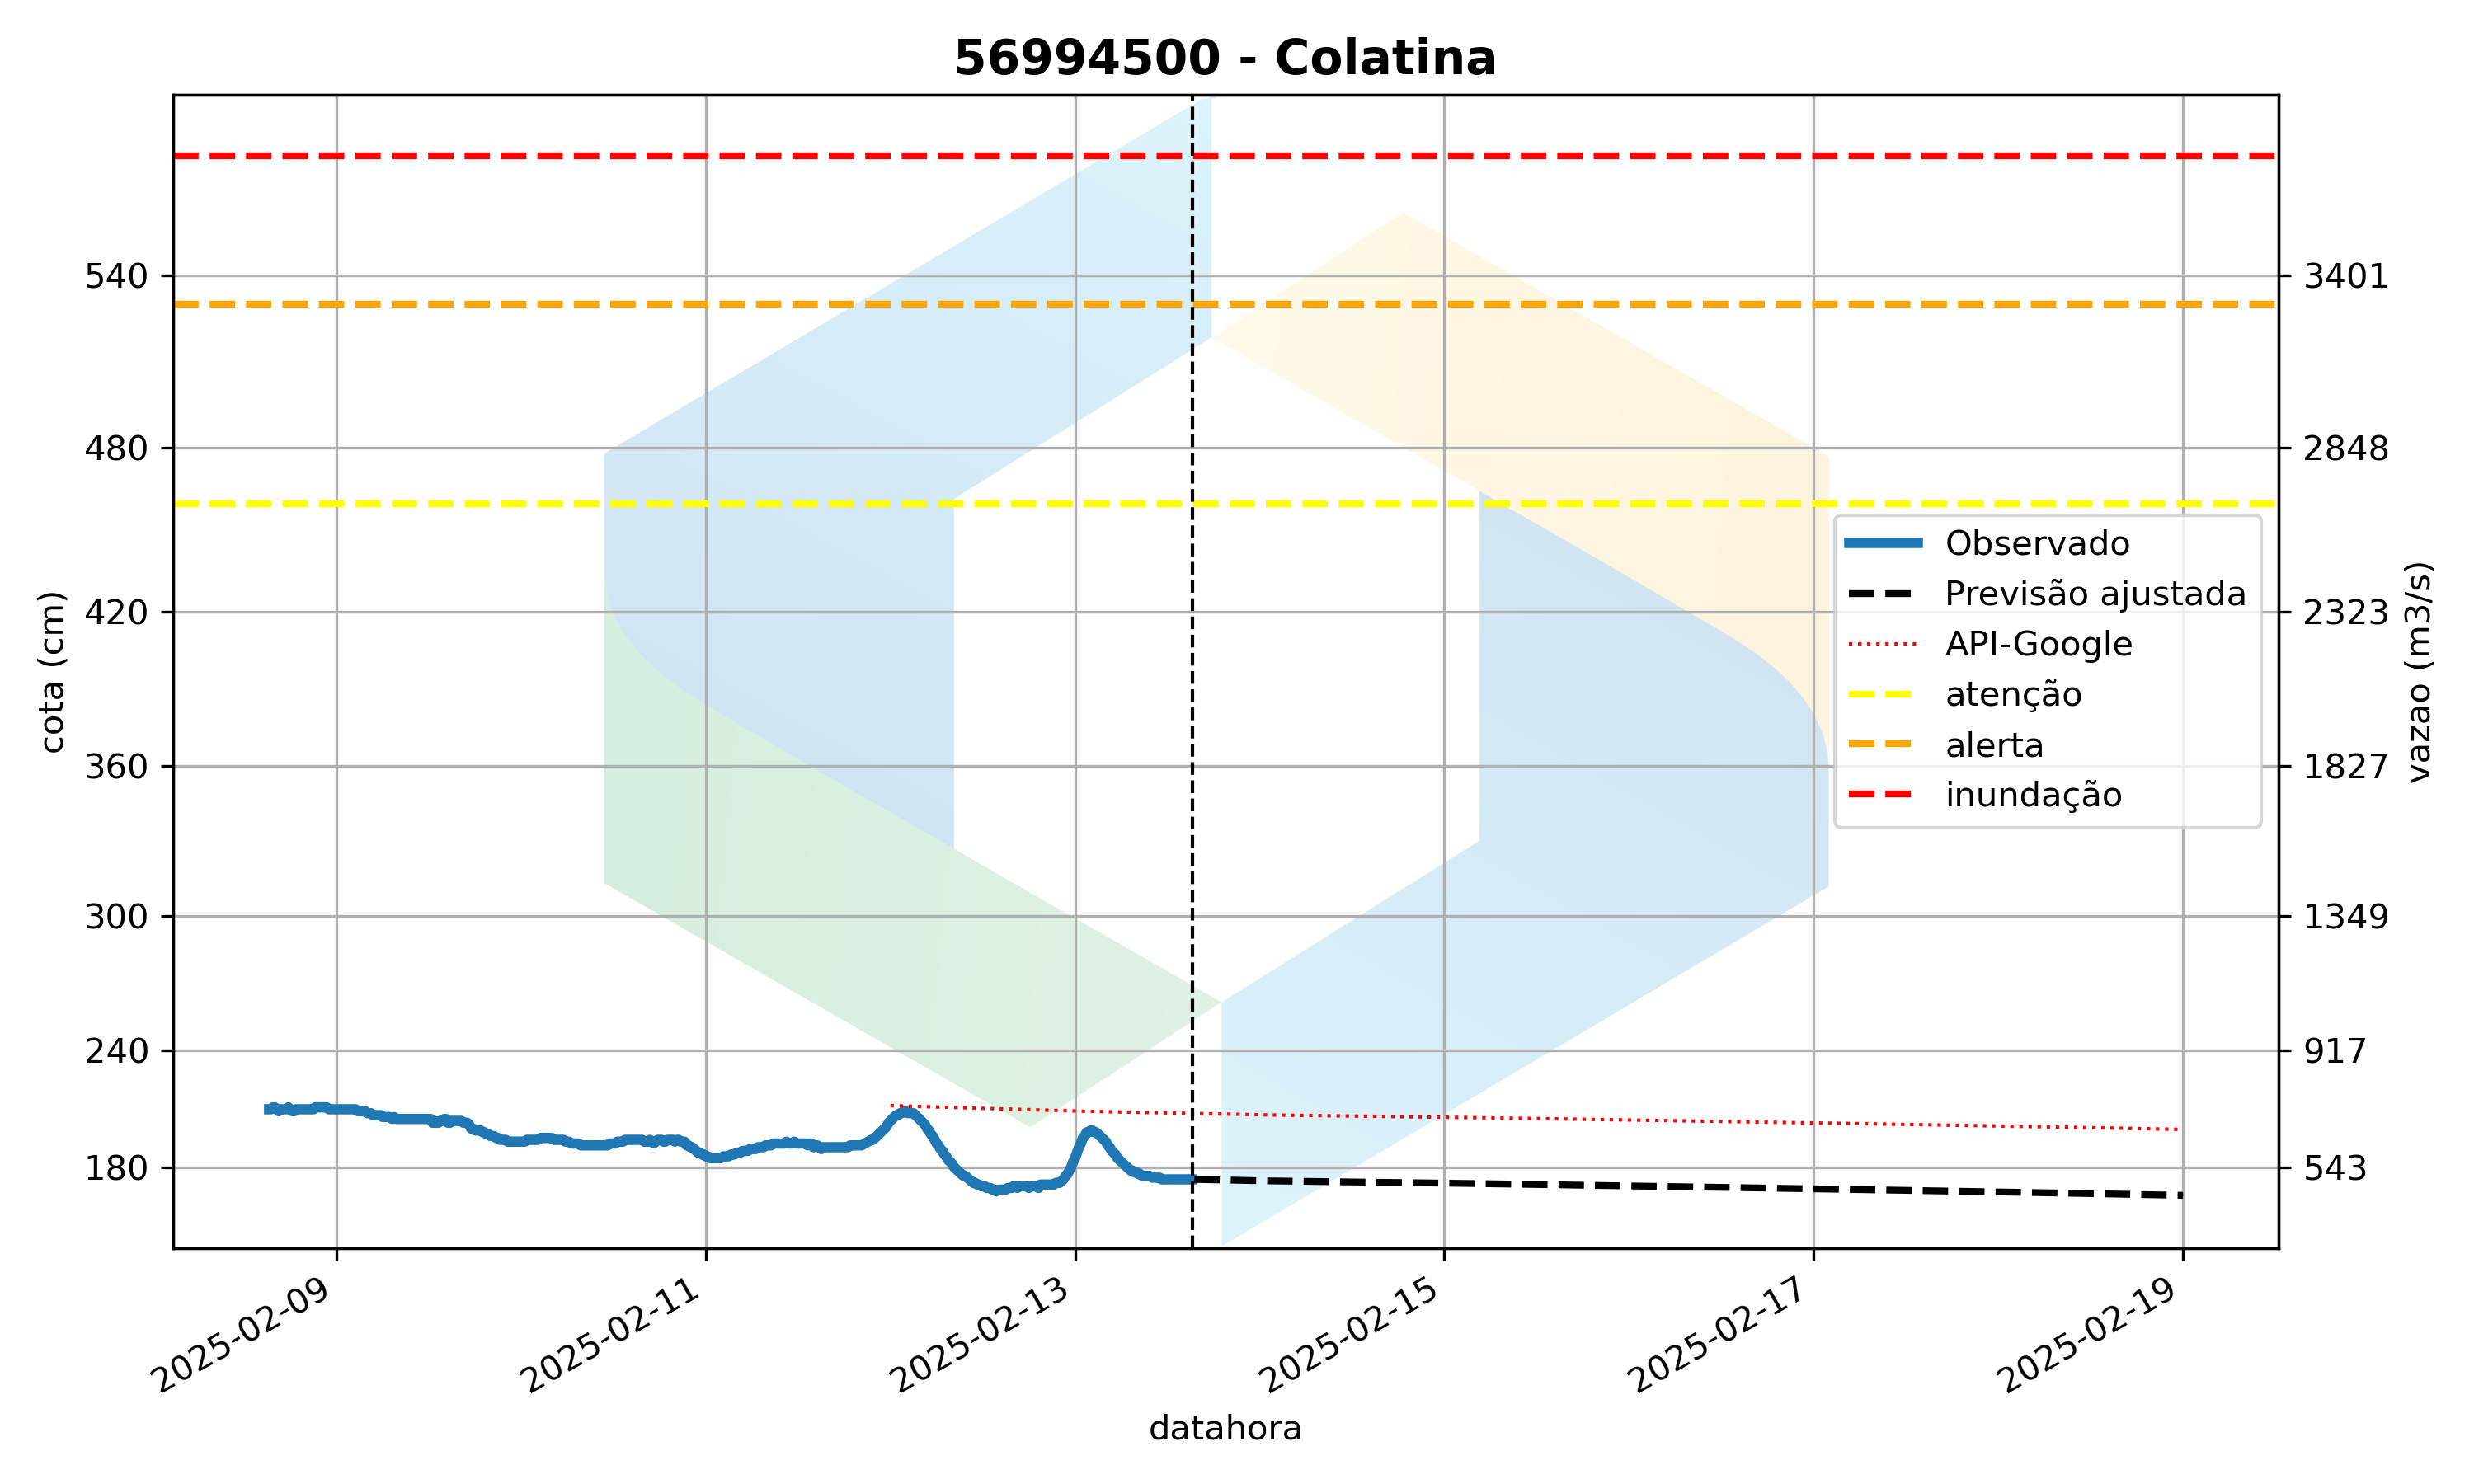 56994500 - Colatina
540
480
420
360
300
240
180
cota (cm)
3401
2848
2323
1827
1349
917
543
vazao (m3/s)
Observado
Previsão ajustada
API-Google
atenção
alerta
inundação
2025-02-09
2025-02-11
2025-02-13
2025-02-15
2025-02-17
2025-02-19
datahora